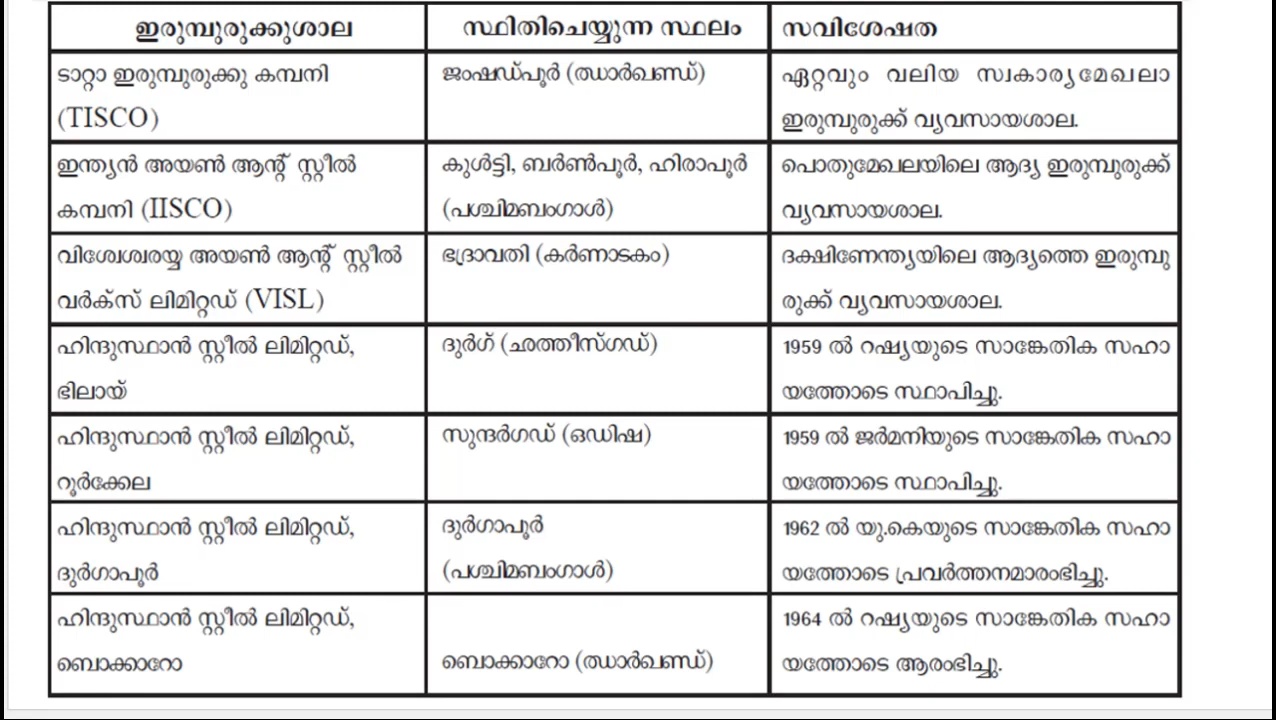 ഇരുമ്പുരുക്കുശാല
സ്ഥിതിചെയ്യുന്ന സ്ഥലം
സവിശേഷത
ടാറ്റാ ഇരുമ്പുരുക്കു കമ്പനി
(TISCO)
ജംഷഡ്പൂർ (ഝാർഖണ്ഡ്)
ഏറ്റവും വലിയ സ്വകാര്യമേഖലാ
ഇരുമ്പുരുക്ക് വ്യവസായശാല.
ഇന്ത്യൻ അയൺ ആന്റ് സ്റ്റീൽ
കമ്പനി (IISCO)
കുൾട്ടി, ബർൺപൂർ, ഹിരാപൂർ
(പശ്ചിമബംഗാൾ)
പൊതുമേഖലയിലെ ആദ്യ ഇരുമ്പുരുക്ക്
വ്യവസായശാല.
വിശ്വേശ്വരയ്യ അയൺ ആന്റ് സ്റ്റീൽ
വർക്സ് ലിമിറ്റഡ് (VISL)
ഭദ്രാവതി (കർണാടകം)
ദക്ഷിണേന്ത്യയിലെ ആദ്യത്തെ ഇരുമ്പു
രുക്ക് വ്യവസായശാല.
ഹിന്ദുസ്ഥാൻ സ്റ്റീൽ ലിമിറ്റഡ്,
ഭിലായ്
ദുർഗ് (ഛത്തീസ്ഗഡ്)
1959 ൽ റഷ്യയുടെ സാങ്കേതിക സഹാ
യത്തോടെ സ്ഥാപിച്ചു.
ഹിന്ദുസ്ഥാൻ സ്റ്റീൽ ലിമിറ്റഡ്,
റൂർക്കേല
സുന്ദർഗഡ് (ഒഡിഷ)
1959 ൽ ജർമനിയുടെ സാങ്കേതിക സഹാ
യത്തോടെ സ്ഥാപിച്ചു.
ഹിന്ദുസ്ഥാൻ സ്റ്റീൽ ലിമിറ്റഡ്,
ദുർഗാപൂർ
ദുർഗാപൂർ
(പശ്ചിമബംഗാൾ)
1962 ൽ യു.കെയുടെ സാങ്കേതിക സഹാ
യത്തോടെ പ്രവർത്തനമാരംഭിച്ചു.
ഹിന്ദുസ്ഥാൻ സ്റ്റീൽ ലിമിറ്റഡ്,
ബൊക്കാറോ
ബൊക്കാറോ (ഝാർഖണ്ഡ്)
1964 ൽ റഷ്യയുടെ സാങ്കേതിക സഹാ
യത്തോടെ ആരംഭിച്ചു.